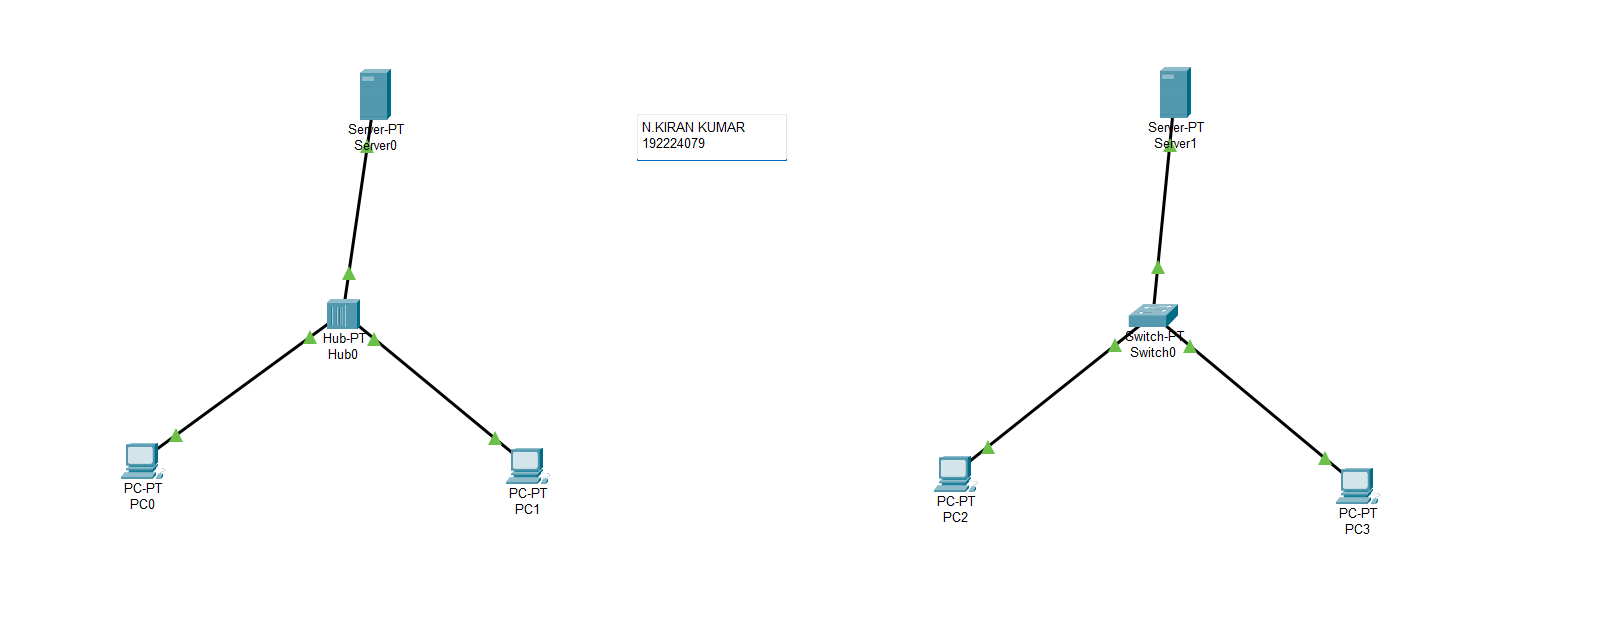 Server-PT
Server0
N.KIRAN KUMAR
192224079
Server-PT
Server1
Hub-PT
Hub0
Switch-PT
Switch0
PC-PT
PC0
PC-PT
PC1
PC-PT
PC2
PC-PT
PC3